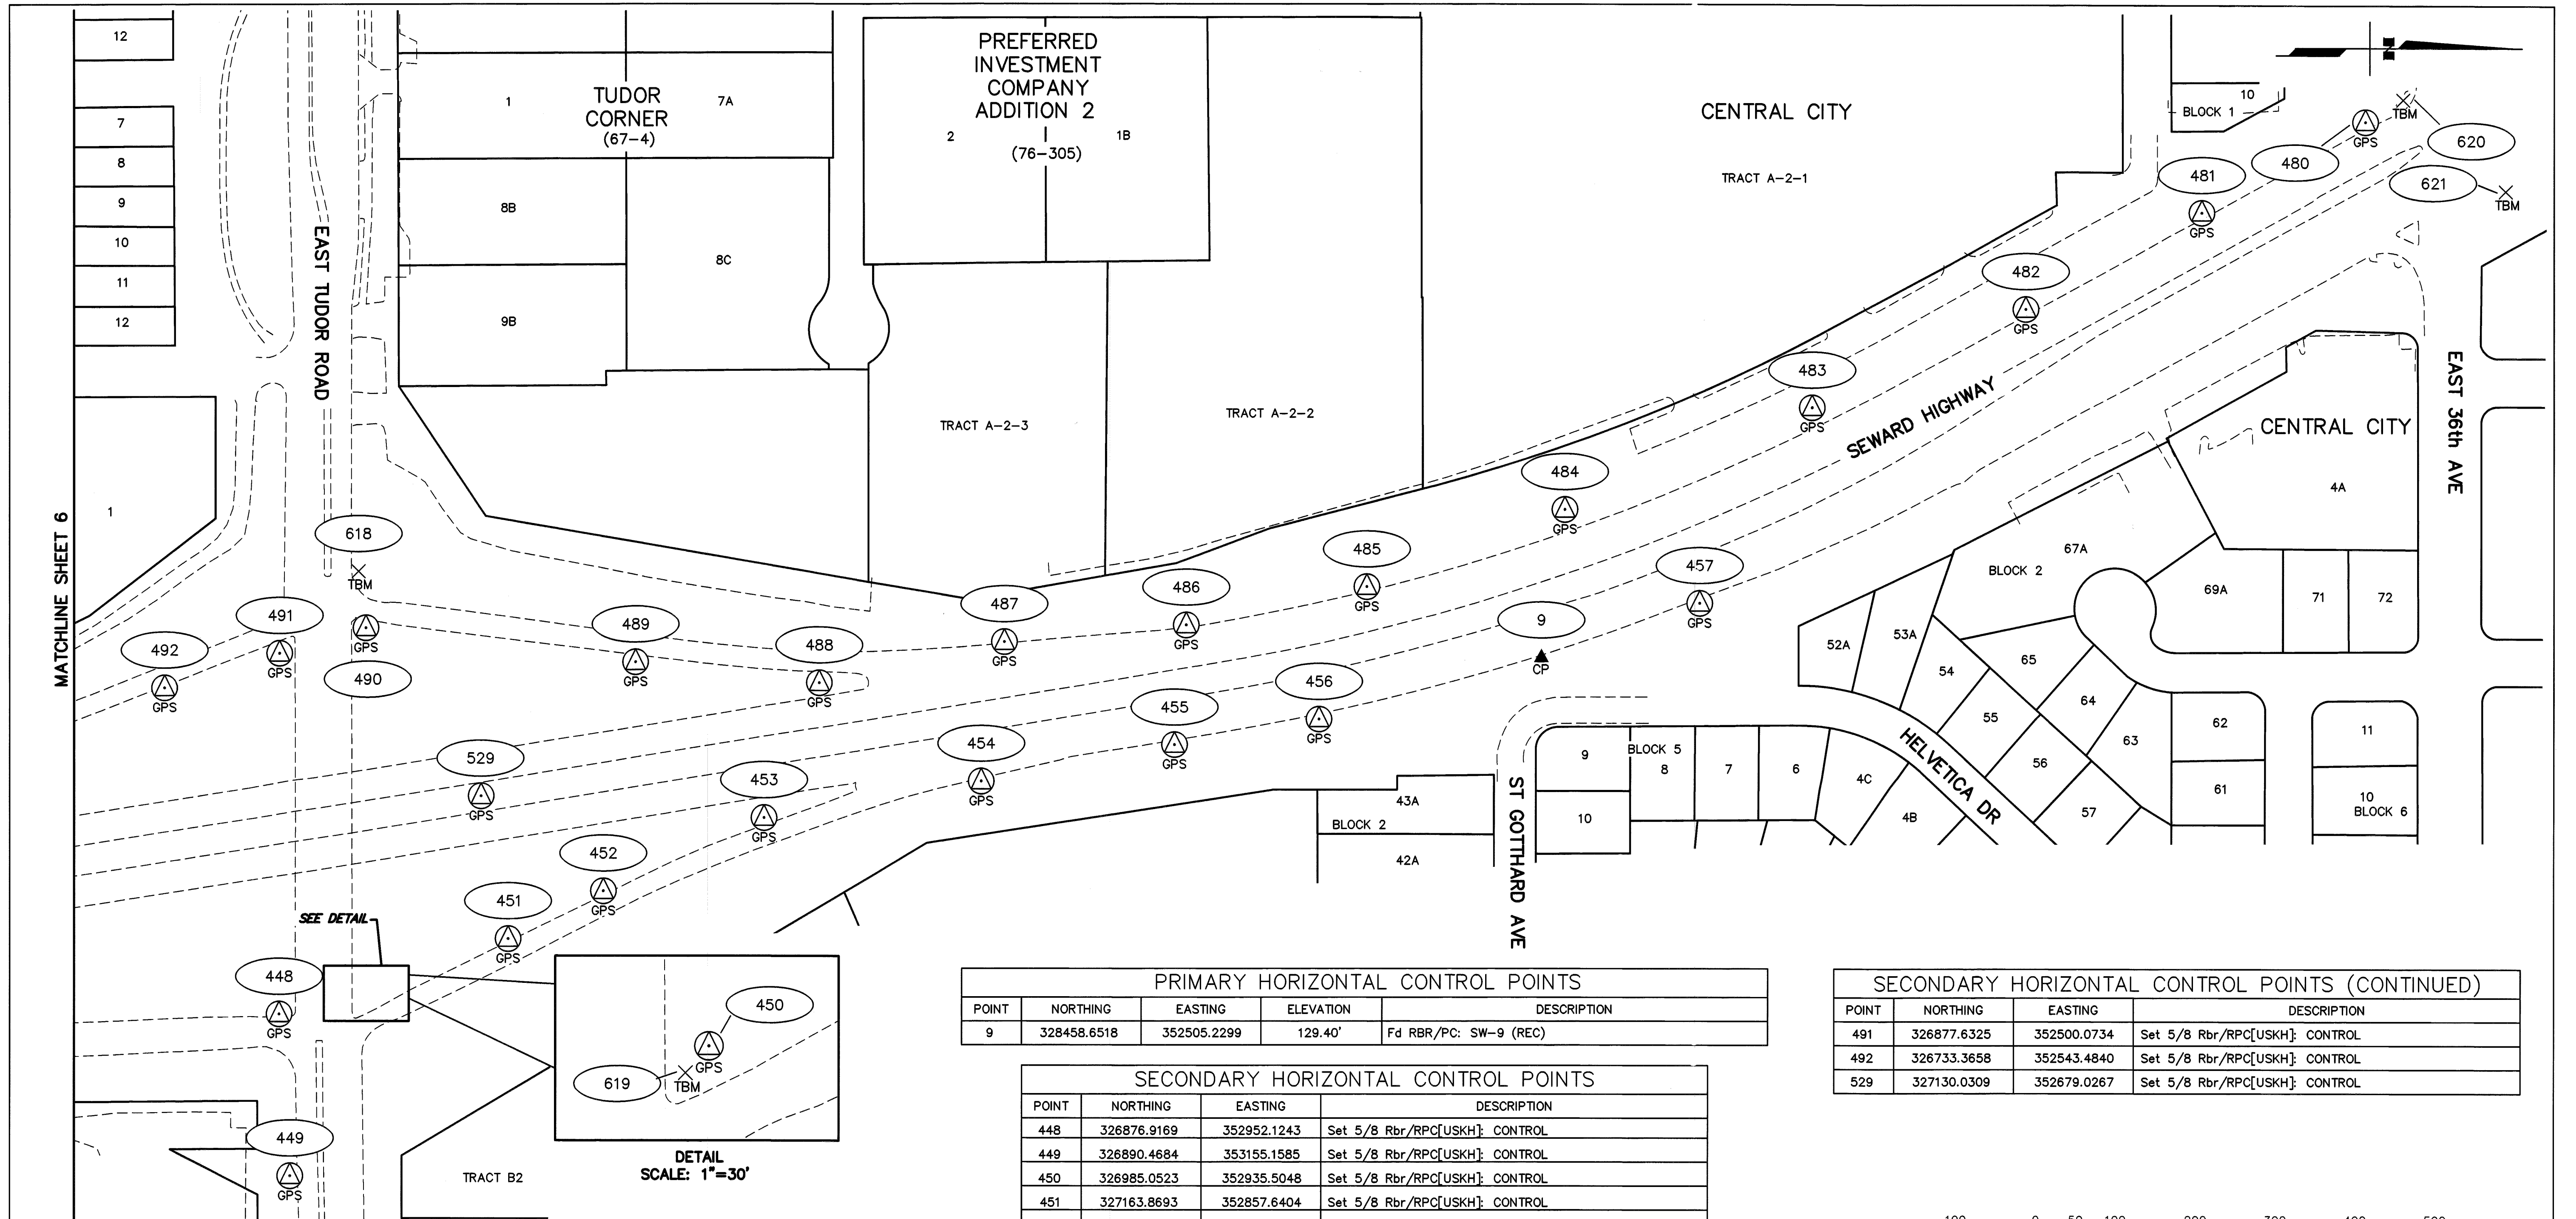 12
7
8
9
10
11
12
1
MATCHLINE SHEET 6
EAST TUDOR ROAD
TUDOR
CORNER
(67-4)
1
7A
8B
8C
9B
PREFERRED
INVESTMENT
COMPANY
ADDITION 2
(76-305)
2
1B
TRACT A-2-3
TRACT A-2-2
CENTRAL CITY
TRACT A-2-1
10
BLOCK 1
N
480
GPS
TBM
620
621
TBM
481
GPS
482
GPS
483
GPS
484
GPS
485
GPS
486
GPS
487
GPS
488
GPS
489
GPS
618
TBM
GPS
490
491
GPS
492
GPS
SEWARD HIGHWAY
EAST 36th AVE
CENTRAL CITY
4A
67A
BLOCK 2
69A
71
72
52A
53A
54
65
55
64
56
63
57
62
61
11
10
BLOCK 6
HELVETICA DR
457
GPS
9
CP
456
GPS
455
GPS
454
GPS
453
GPS
529
GPS
452
GPS
451
GPS
9
BLOCK 5
8
7
6
4C
4B
10
43A
BLOCK 2
42A
ST GOTTHARD AVE
SEE DETAIL
448
GPS
449
GPS
450
GPS
619
TBM
DETAIL
SCALE: 1"=30'
TRACT B2
PRIMARY HORIZONTAL CONTROL POINTS
POINT NORTHING EASTING ELEVATION DESCRIPTION
9 328458.6518 352505.2299 129.40' Fd RBR/PC: SW-9 (REC)
SECONDARY HORIZONTAL CONTROL POINTS
POINT NORTHING EASTING DESCRIPTION
448 326876.9169 352952.1243 Set 5/8 Rbr/RPC[USKH]: CONTROL
449 326890.4684 353155.1585 Set 5/8 Rbr/RPC[USKH]: CONTROL
450 326985.0523 352935.5048 Set 5/8 Rbr/RPC[USKH]: CONTROL
451 327163.8693 352857.6404 Set 5/8 Rbr/RPC[USKH]: CONTROL
SECONDARY HORIZONTAL CONTROL POINTS (CONTINUED)
POINT NORTHING EASTING DESCRIPTION
491 326877.6325 352500.0734 Set 5/8 Rbr/RPC[USKH]: CONTROL
492 326733.3658 352543.4840 Set 5/8 Rbr/RPC[USKH]: CONTROL
529 327130.0309 352679.0267 Set 5/8 Rbr/RPC[USKH]: CONTROL